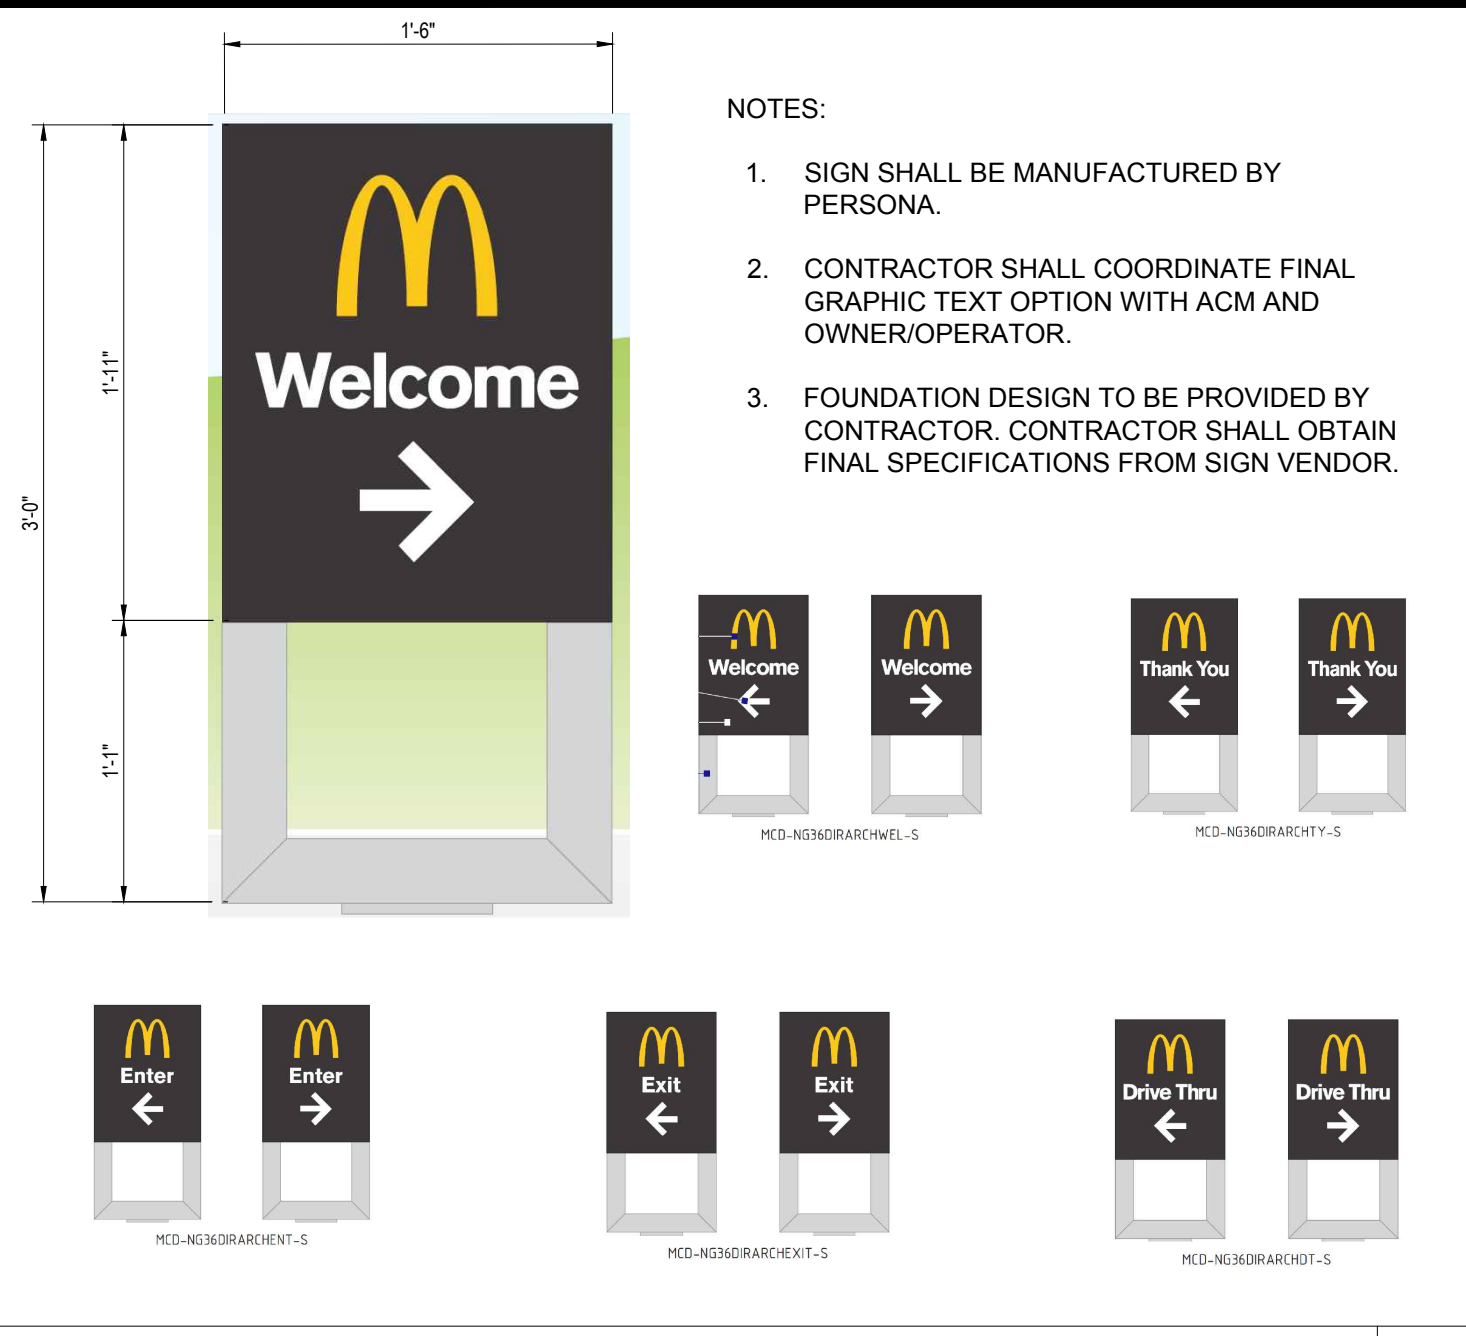 1'-6"
NOTES:
1. SIGN SHALL BE MANUFACTURED BY
PERSONA.
2. CONTRACTOR SHALL COORDINATE FINAL
GRAPHIC TEXT OPTION WITH ACM AND
OWNER/OPERATOR.
3. FOUNDATION DESIGN TO BE PROVIDED BY
CONTRACTOR. CONTRACTOR SHALL OBTAIN
FINAL SPECIFICATIONS FROM SIGN VENDOR.
3'-0"
1'-11"
1'-1"
Welcome
Welcome
Welcome
MCD-NG36DIRARCHWEL-S
Thank You
Thank You
MCD-NG36DIRARCHTY-S
Enter
Enter
MCD-NG36DIRARCHENT-S
Exit
Exit
MCD-NG36DIRARCHEXIT-S
Drive Thru
Drive Thru
MCD-NG36DIRARCHDT-S